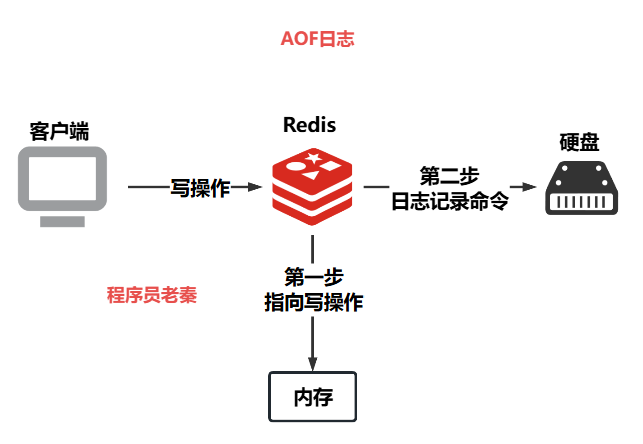 AOF日志
客户端
Redis
硬盘
写操作
第二步
日志记录命令
第一步
指向写操作
程序员老秦
内存